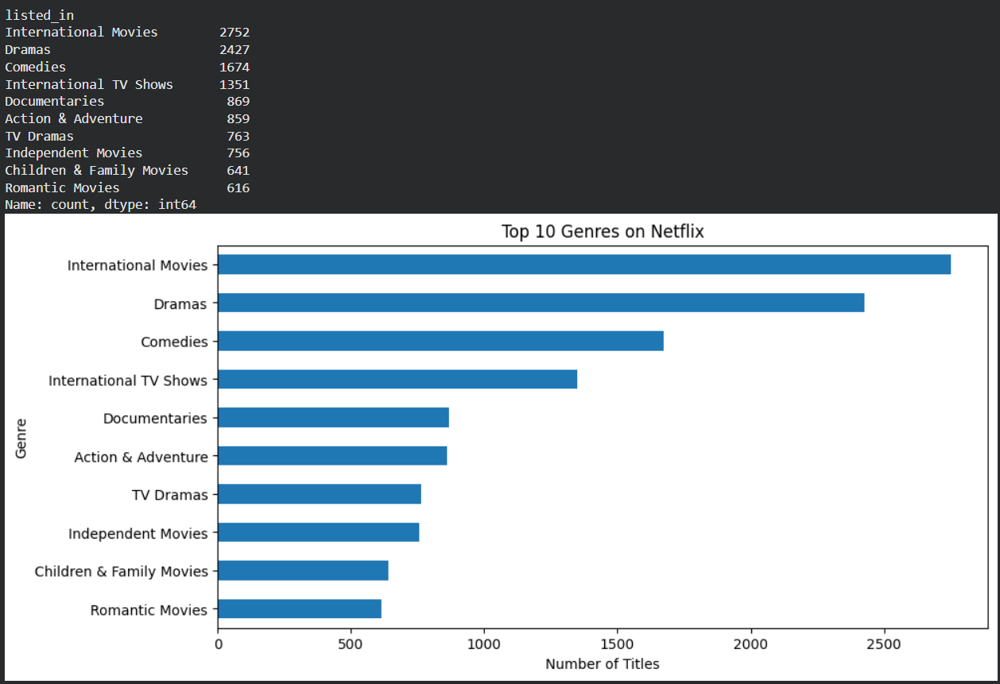 listed_in
International Movies 2752
Dramas 2427
Comedies 1674
International TV Shows 1351
Documentaries 869
Action & Adventure 859
TV Dramas 763
Independent Movies 756
Children & Family Movies 641
Romantic Movies 616
Name: count, dtype: int64
Top 10 Genres on Netflix
International Movies
Dramas
Comedies
International TV Shows
Documentaries
Action & Adventure
TV Dramas
Independent Movies
Children & Family Movies
Romantic Movies
Genre
0 500 1000 1500 2000 2500
Number of Titles